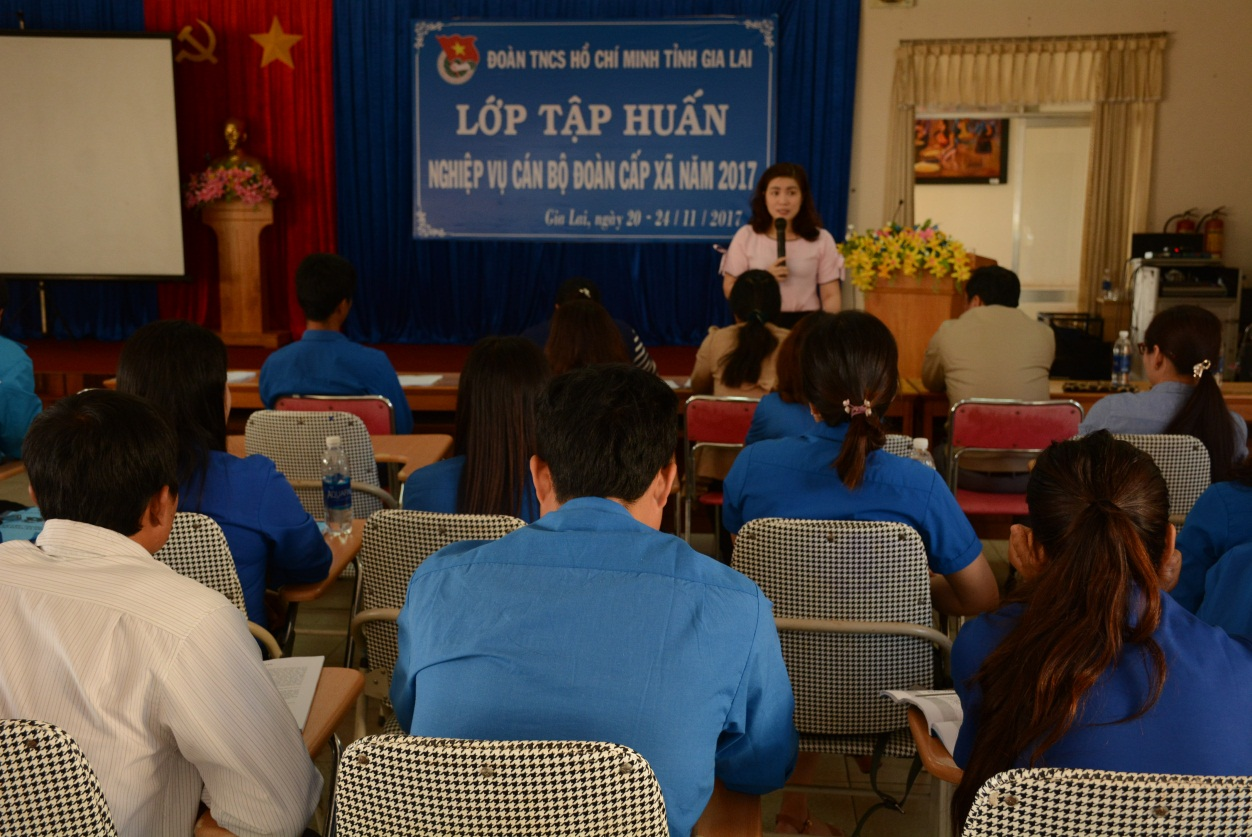 ĐOÀN TNCS HỒ CHÍ MINH TỈNH GIA LAI
LỚP TẬP HUẤN
NGHIỆP VỤ CÁN BỘ ĐOÀN CẤP XÃ NĂM 2017
Gia Lai, ngày 20 - 24/11/2017